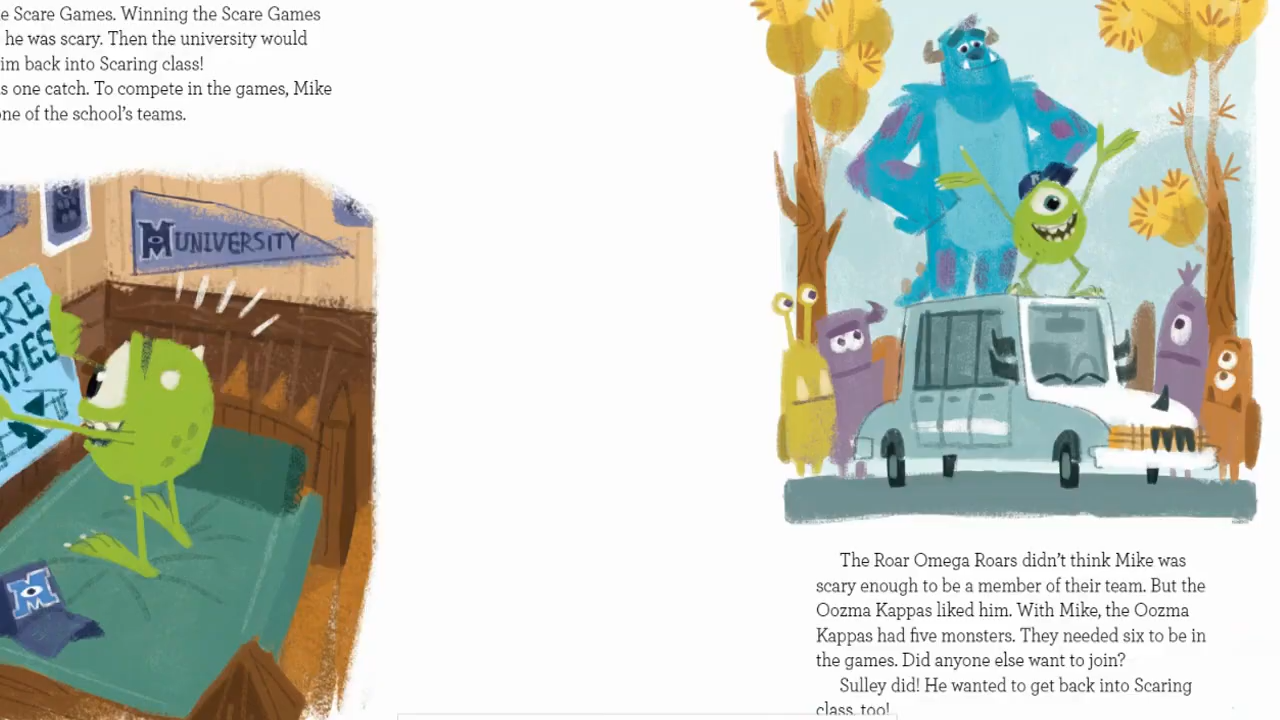 e Scare Games. Winning the Scare Games
he was scary. Then the university would
im back into Scaring class!
s one catch. To compete in the games, Mike
one of the school's teams.
M UNIVERSITY
RE
AMES
M
The Roar Omega Roars didn't think Mike was
scary enough to be a member of their team. But the
Oozma Kappas liked him. With Mike, the Oozma
Kappas had five monsters. They needed six to be in
the games. Did anyone else want to join?
Sulley did! He wanted to get back into Scaring
class, too!